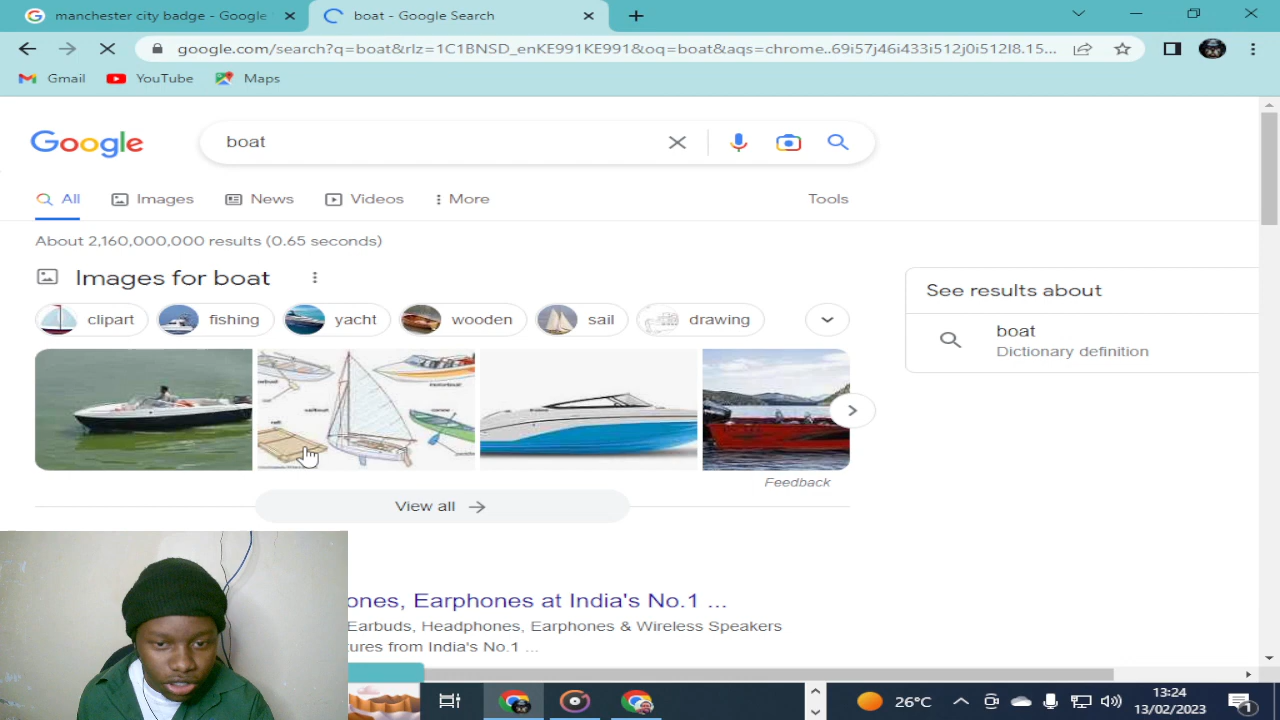 manchester city badge - Google
boat - Google Search
google.com/search?q=boat&rlz=1C1BNSD_enKE991KE991&oq=boat&aqs=chrome..69i57j46i433i512j0i512l8.15...
Gmail
YouTube
Maps
Google
boat
All
Images
News
Videos
More
Tools
About 2,160,000,000 results (0.65 seconds)
Images for boat
clipart
fishing
yacht
wooden
sail
drawing
See results about
boat
Dictionary definition
Feedback
View all
ones, Earphones at India's No.1 ...
Earbuds, Headphones, Earphones & Wireless Speakers
tures from India's No.1 ...
26°C
13:24
13/02/2023
1